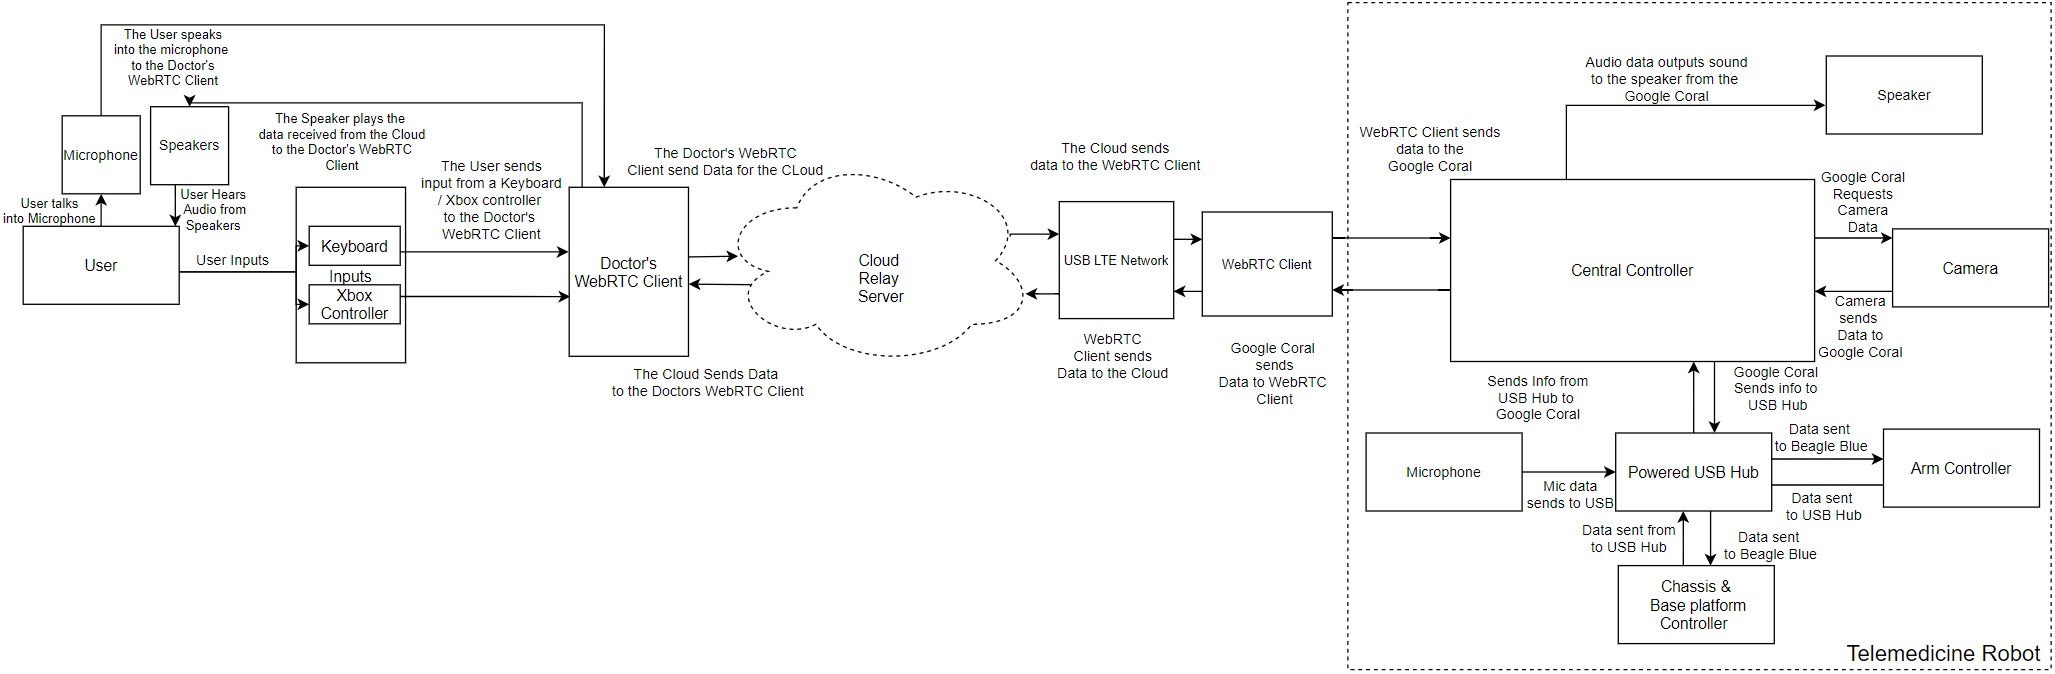 The User speaks
into the microphone
to the Doctor's
WebRTC Client
Microphone
Speakers
The Speaker plays the
data received from the Cloud
to the Doctor's WebRTC
Client
User talks
into Microphone
User Hears
Audio from
Speakers
User
User Inputs
Keyboard
Inputs
Xbox
Controller
The User sends
input from a Keyboard
/ Xbox controller
to the Doctor's
WebRTC Client
Doctor's
WebRTC Client
The Doctor's WebRTC
Client send Data for the CLoud
The Cloud Sends Data
to the Doctors WebRTC Client
Cloud
Relay
Server
The Cloud sends
data to the WebRTC Client
USB LTE Network
WebRTC
Client sends
Data to the Cloud
WebRTC Client
Google Coral
sends
Data to WebRTC
Client
WebRTC Client sends
data to the
Google Coral
Audio data outputs sound
to the speaker from the
Google Coral
Speaker
Central Controller
Google Coral
Requests
Camera
Data
Camera
Camera
sends
Data to
Google Coral
Sends Info from
USB Hub to
Google Coral
Google Coral
Sends info to
USB Hub
Microphone
Mic data
sends to USB
Powered USB Hub
Data sent
to Beagle Blue
Arm Controller
Data sent
to USB Hub
Data sent from
to USB Hub
Data sent
to Beagle Blue
Chassis &
Base platform
Controller
Telemedicine Robot